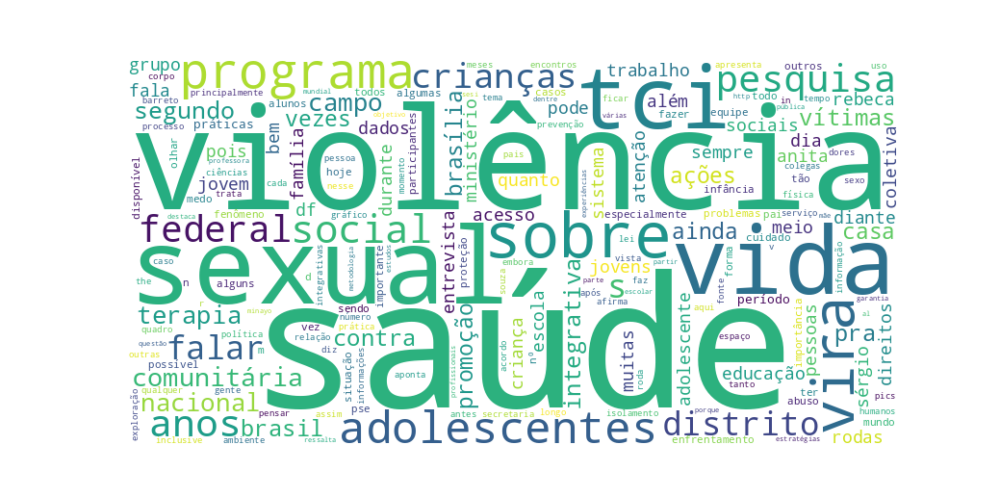 grupo
programa
crianças
meses
encontros
tci
trabalho
outros
uso
fala
corpo
principalmente
todos
algumas
casos
apresenta
pesquisa
segundo
barreto
alunos
mundial
campo
tema
dentre
ficar
várias
além
fazer
http
todo
in
tempo
pública
rebeca
violência
processo
práticas
bem
vezes
dados
participantes
brasília
ministério
pode
prevenção
equipe
sociais
vítimas
olhar
pois
professora
família
pessoa
durante
momento
quanto
pais
experiências
sistema
atenção
sempre
dia
anita
colegas
dores
coletiva
disponível
jovem
ciências
medo
trata
cada
hoje
nesse
objetivo
ações
infância
tão
física
sexo
destaca
fenômeno
df
gráfico
entrevista
acesso
especialmente
problemas
pai
serviço
mãe
diante
federal
social
sobre
proteção
lei
ainda
meio
casa
cuidado
vida
v
sexual
caso
the
n
alguns
integrativas
d
importante
metodologia
estudos
embora
souza
parte
após
jovens
vista
faz
afirma
partir
escolar
s
forma
fonte
aqui
período
informação
garantia
al
r
minayo
sendo
número
saúde
terapia
quadro
política
vez
relação
prática
contra
promoção
criança
escola
nº
integrativa
adolescente
espaço
importância
pessoas
vira
pra
sérgio
direitos
questão
outras
falar
m
diz
situação
informações
aponta
profissionais
acordo
roda
muitas
possível
comunitária
qualquer
gente
educação
tanto
ter
abuso
pics
exploração
nacional
pensar
assim
pse
antes
secretaria
longo
isolamento
porque
humanos
mundo
anos
brasil
adolescentes
distrito
rodas
inclusive
ambiente
ressalta
enfrentamento
estratégias